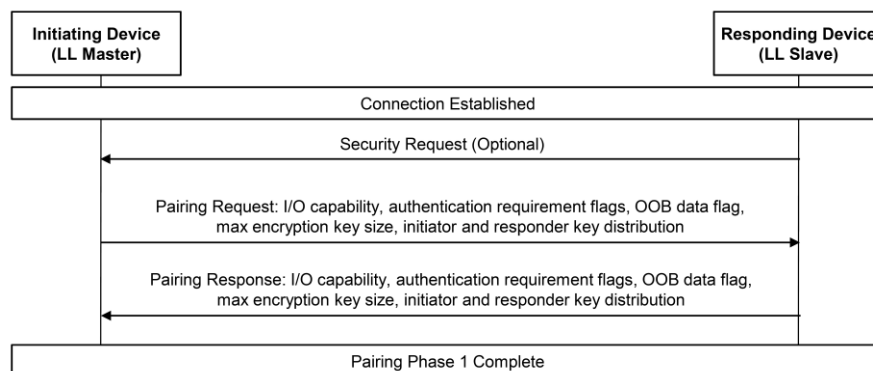 Initiating Device
(LL Master)
Responding Device
(LL Slave)
Connection Established
Security Request (Optional)
Pairing Request: I/O capability, authentication requirement flags, OOB data flag,
max encryption key size, initiator and responder key distribution
Pairing Response: I/O capability, authentication requirement flags, OOB data flag,
max encryption key size, initiator and responder key distribution
Pairing Phase 1 Complete